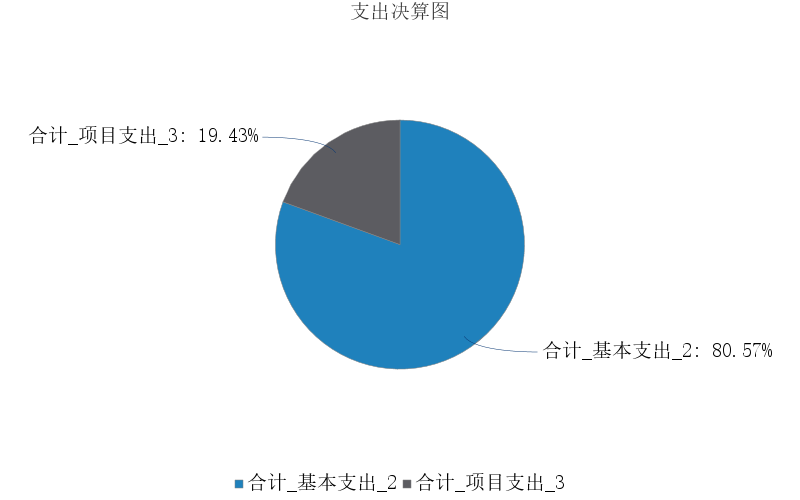 支出决算图
合计_项目支出_3: 19.43%
合计_基本支出_2: 80.57%
合计_基本支出_2 合计_项目支出_3